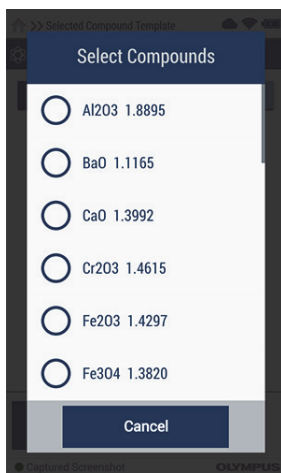 >> Selected Compound Template
Select Compounds
Al2O3 1.8895
BaO 1.1165
CaO 1.3992
Cr2O3 1.4615
Fe2O3 1.4297
Fe3O4 1.3820
Cancel
Captured Screenshot. OLYMPUS